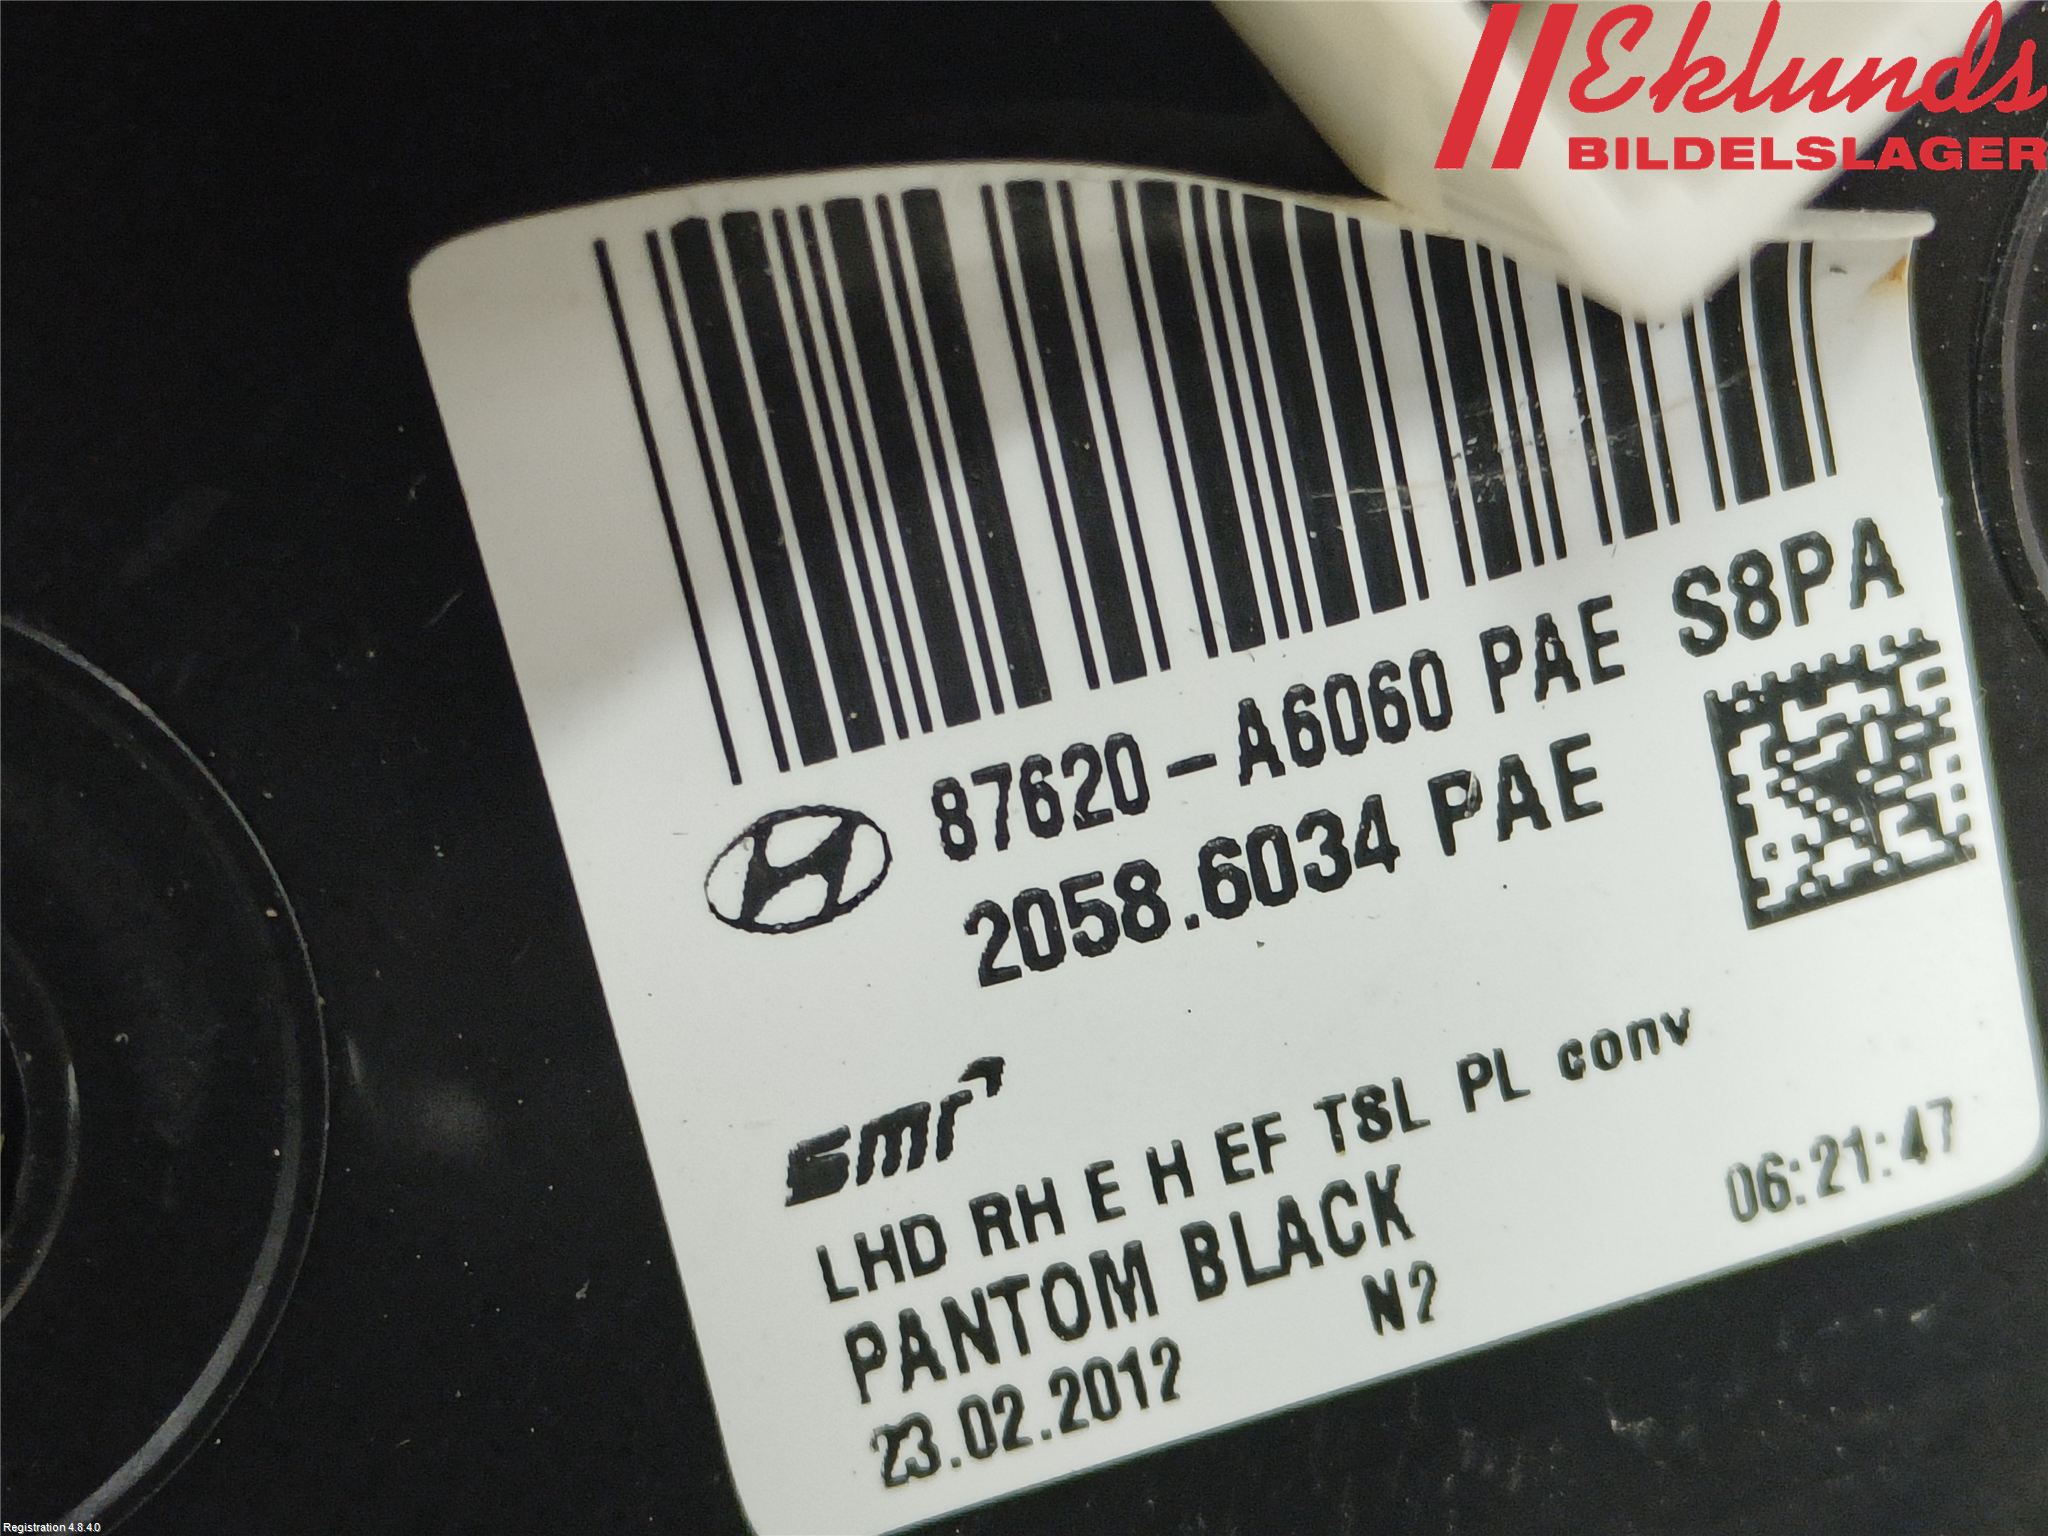 Eklunds
BILDELSLAGER
87620-A6060 PAE S8PA
2058.6034 PAE
smr
LHD RH E H EF TSL PL conv
PANTOM BLACK
23.02.2012 N2 06:21:47
Registration 4.8.4.0